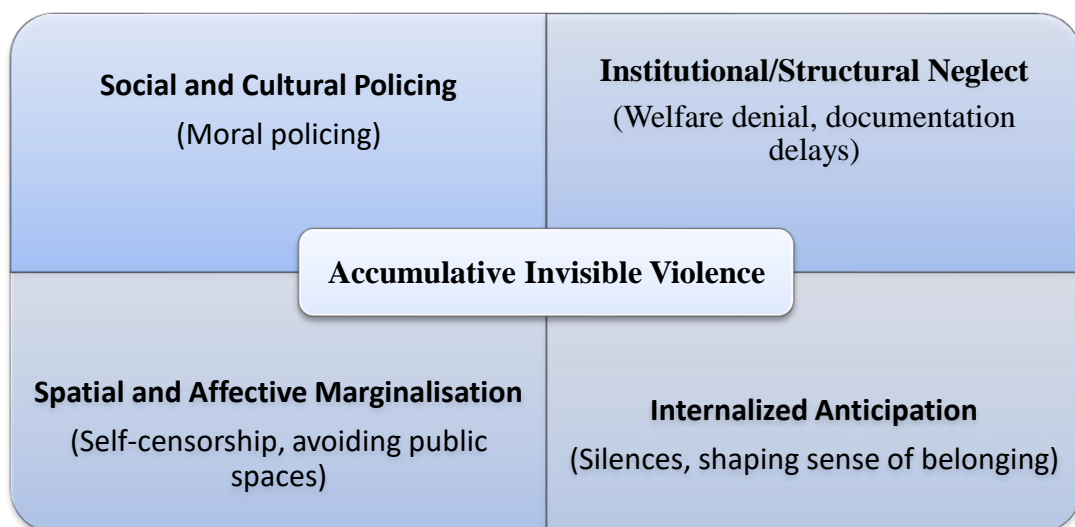 Social and Cultural Policing
(Moral policing)
Institutional/Structural Neglect
(Welfare denial, documentation
delays)
Accumulative Invisible Violence
Spatial and Affective Marginalisation
(Self-censorship, avoiding public
spaces)
Internalized Anticipation
(Silences, shaping sense of belonging)